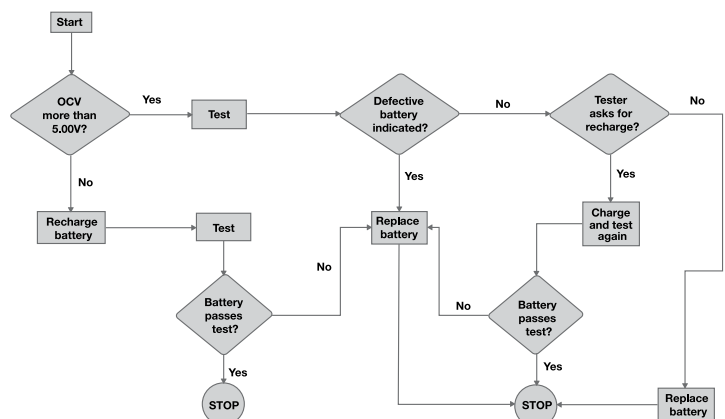 Start
OCV
more than
5.00V?
Yes
Test
Defective
battery
indicated?
No
Tester
asks for
recharge?
No
No
Yes
Yes
Recharge
battery
Test
Replace
battery
Charge
and test
again
No
No
Battery
passes
test?
Battery
passes
test?
Yes
Yes
STOP
STOP
Replace
battery